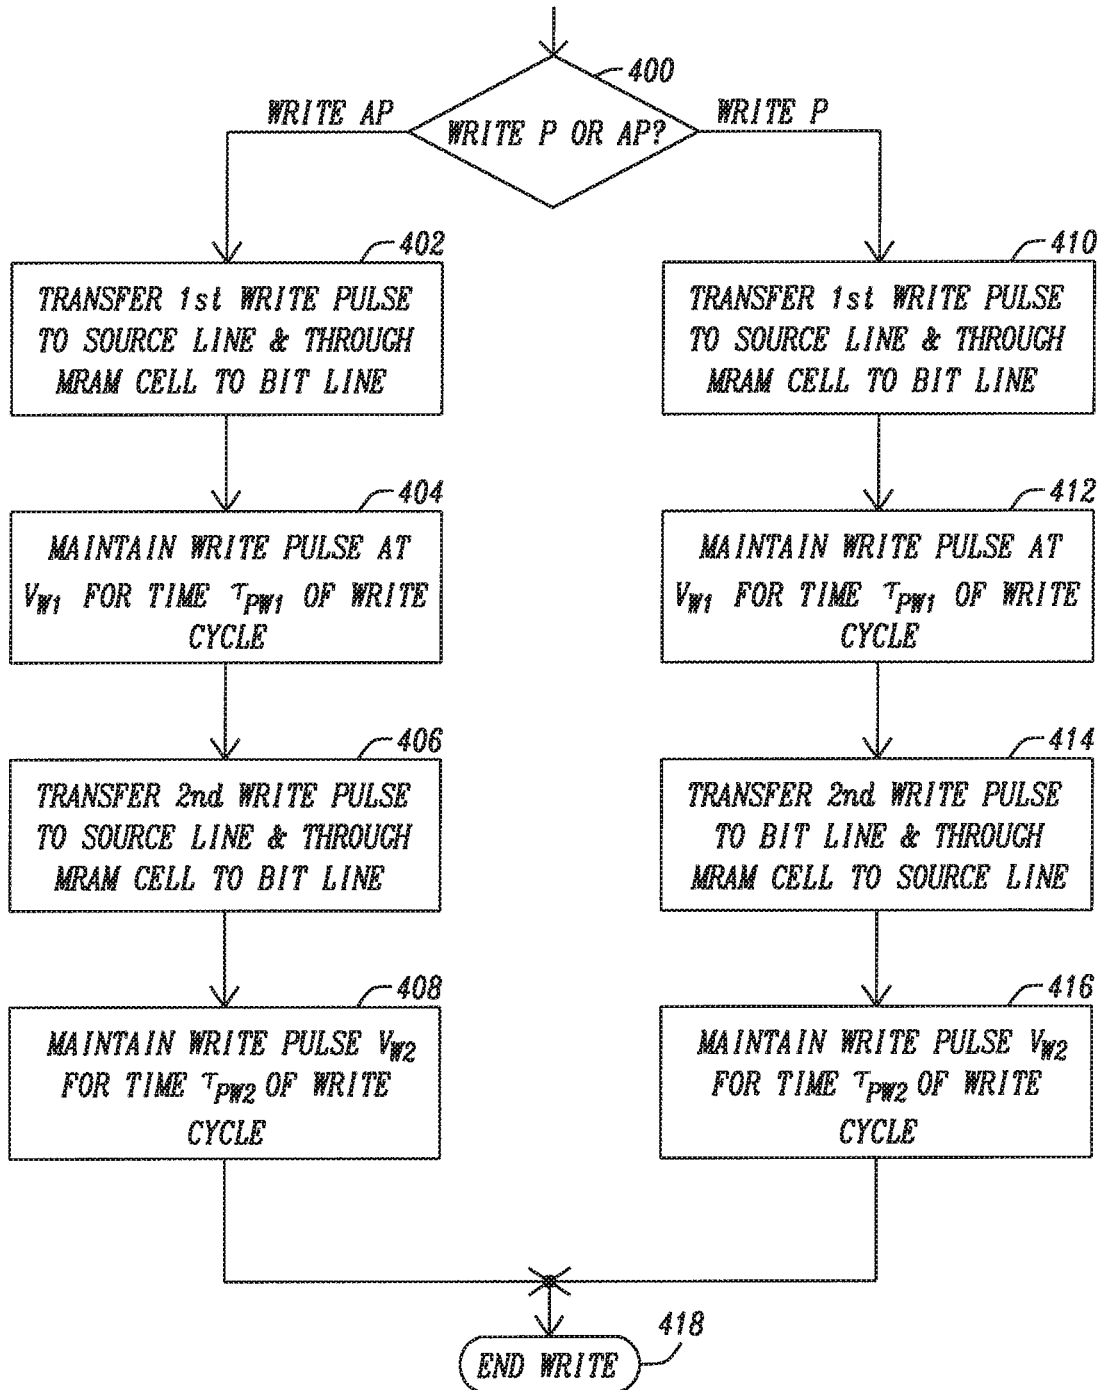 400
WRITE AP
WRITE P OR AP?
WRITE P
402
TRANSFER 1st WRITE PULSE
TO SOURCE LINE & THROUGH
MRAM CELL TO BIT LINE
404
MAINTAIN WRITE PULSE AT
VW1 FOR TIME τPW1 OF WRITE
CYCLE
406
TRANSFER 2nd WRITE PULSE
TO SOURCE LINE & THROUGH
MRAM CELL TO BIT LINE
408
MAINTAIN WRITE PULSE VW2
FOR TIME τPW2 OF WRITE
CYCLE
410
TRANSFER 1st WRITE PULSE
TO SOURCE LINE & THROUGH
MRAM CELL TO BIT LINE
412
MAINTAIN WRITE PULSE AT
VW1 FOR TIME τPW1 OF WRITE
CYCLE
414
TRANSFER 2nd WRITE PULSE
TO BIT LINE & THROUGH
MRAM CELL TO SOURCE LINE
416
MAINTAIN WRITE PULSE VW2
FOR TIME τPW2 OF WRITE
CYCLE
418
END WRITE